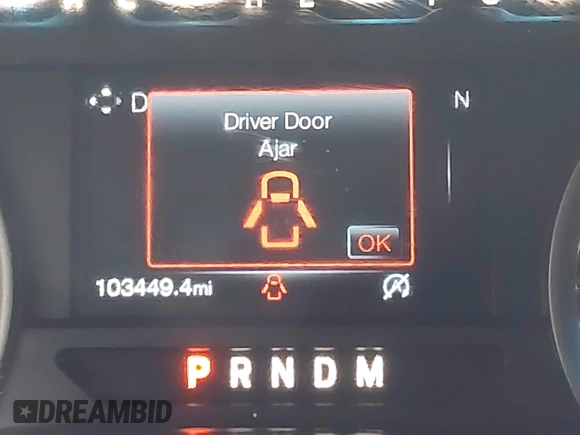 D
N
Driver Door
Ajar
OK
103449.4mi
P R N D M
DREAMBID